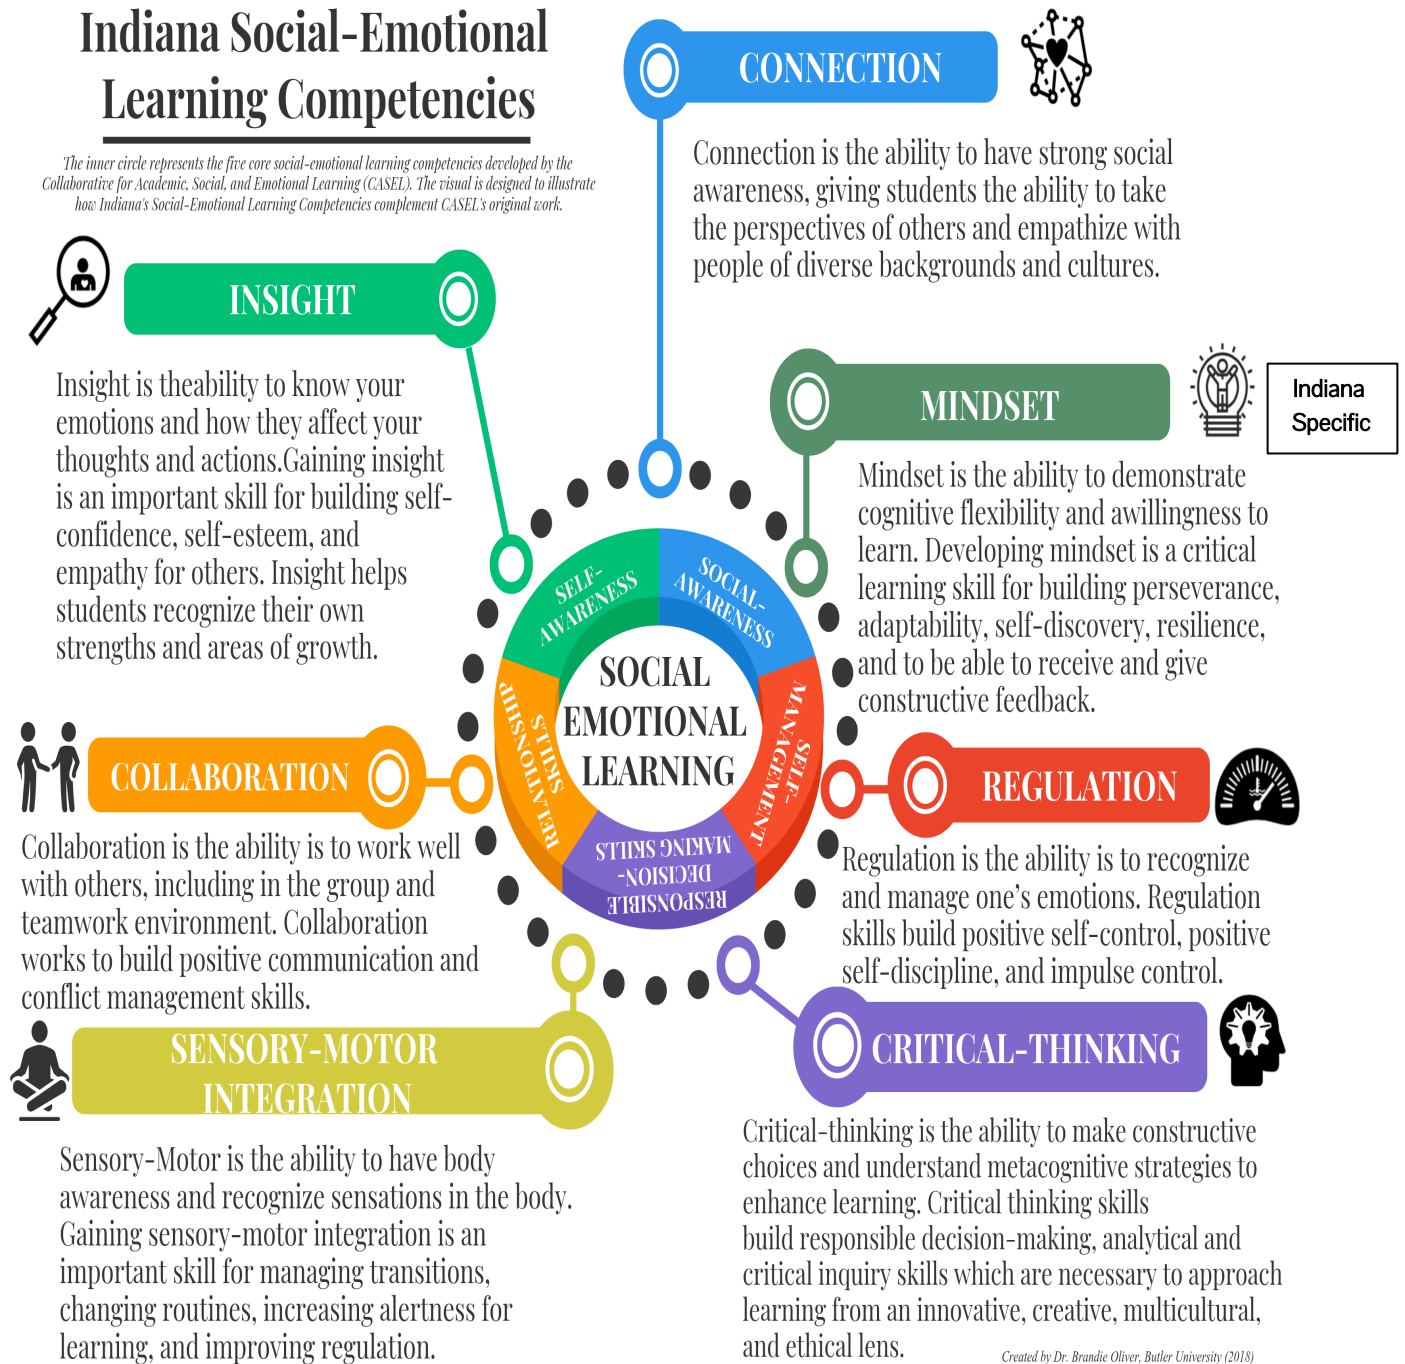 Indiana Social-Emotional
Learning Competencies
The inner circle represents the five core social-emotional learning competencies developed by the
Collaborative for Academic, Social, and Emotional Learning (CASEL). The visual is designed to illustrate
how Indiana's Social-Emotional Learning Competencies complement CASEL's original work.
CONNECTION
Connection is the ability to have strong social
awareness, giving students the ability to take
the perspectives of others and empathize with
people of diverse backgrounds and cultures.
INSIGHT
Insight is theability to know your
emotions and how they affect your
thoughts and actions.Gaining insight
is an important skill for building self-
confidence, self-esteem, and
empathy for others. Insight helps
students recognize their own
strengths and areas of growth.
MINDSET
Indiana
Specific
Mindset is the ability to demonstrate
cognitive flexibility and awillingness to
learn. Developing mindset is a critical
learning skill for building perseverance,
adaptability, self-discovery, resilience,
and to be able to receive and give
constructive feedback.
SELF-
AWARENESS
SOCIAL-
AWARENESS
SELF-
MANAGEMENT
RESPONSIBLE
DECISION-
MAKING SKILLS
RELATIONSHIP
SKILLS
SOCIAL
EMOTIONAL
LEARNING
COLLABORATION
Collaboration is the ability is to work well
with others, including in the group and
teamwork environment. Collaboration
works to build positive communication and
conflict management skills.
REGULATION
Regulation is the ability is to recognize
and manage one’s emotions. Regulation
skills build positive self-control, positive
self-discipline, and impulse control.
SENSORY-MOTOR
INTEGRATION
Sensory-Motor is the ability to have body
awareness and recognize sensations in the body.
Gaining sensory-motor integration is an
important skill for managing transitions,
changing routines, increasing alertness for
learning, and improving regulation.
CRITICAL-THINKING
Critical-thinking is the ability to make constructive
choices and understand metacognitive strategies to
enhance learning. Critical thinking skills
build responsible decision-making, analytical and
critical inquiry skills which are necessary to approach
learning from an innovative, creative, multicultural,
and ethical lens.
Created by Dr. Brandie Oliver, Butler University (2018)